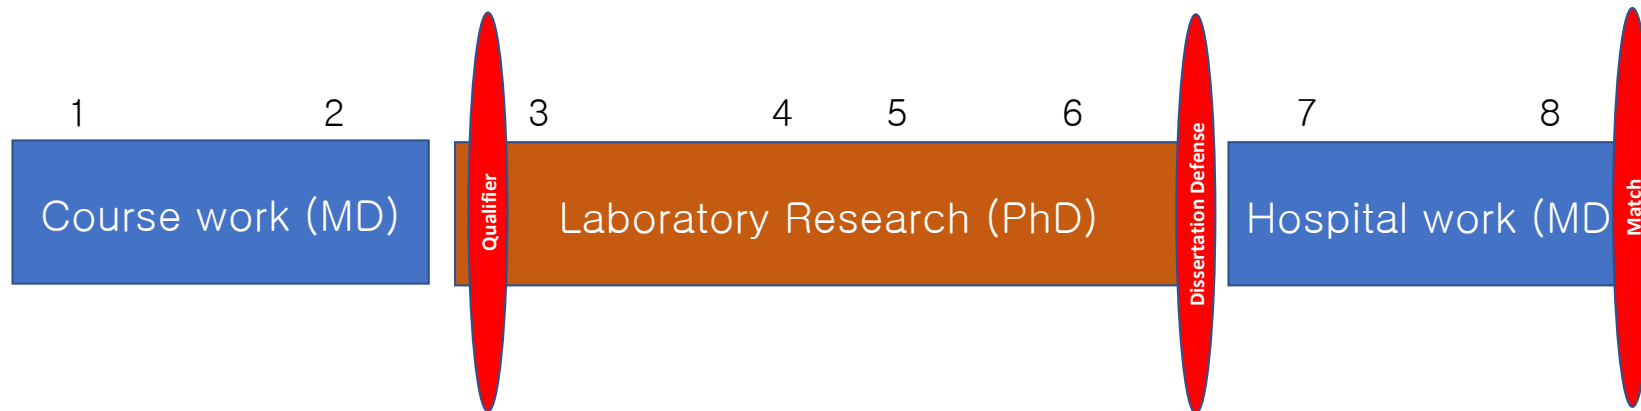 1 2 3 4 5 6 7 8
Course work (MD)
Qualifier
Laboratory Research (PhD)
Dissertation Defense
Hospital work (MD
Match